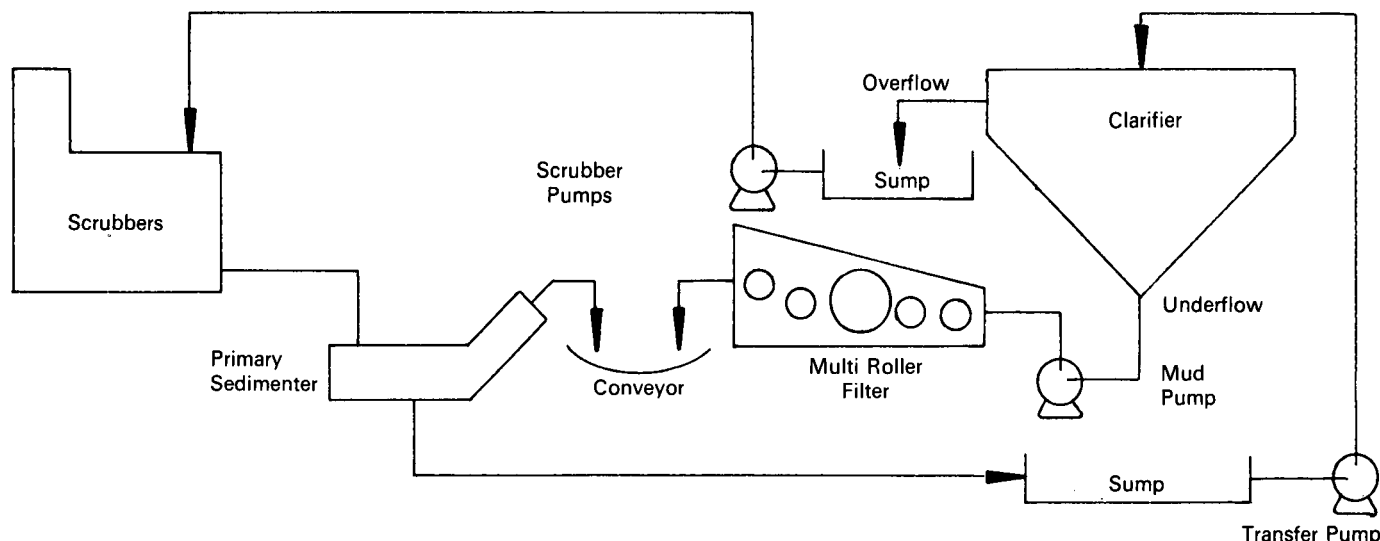 Overflow
Clarifier
Scrubber
Pumps
Sump
Scrubbers
Underflow
Primary
Sedimenter
Conveyor
Multi Roller
Filter
Mud
Pump
Sump
Transfer Pump